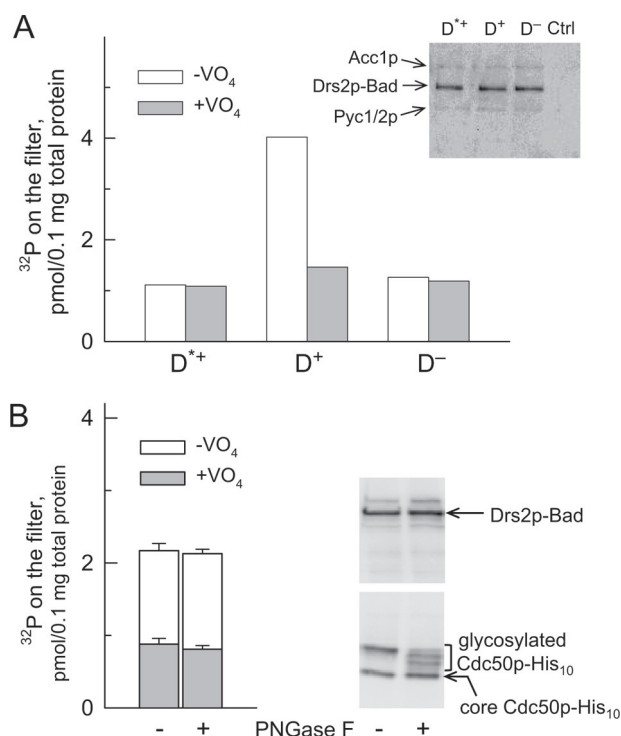 A
D*+ D+ D– Ctrl
Acc1p
Drs2p-Bad
Pyc1/2p
-VO4
+VO4
32P on the filter,
pmol/0.1 mg total protein
4
2
0
D*+ D+ D–
B
4
-VO4
+VO4
32P on the filter,
pmol/0.1 mg total protein
2
0
Drs2p-Bad
glycosylated
Cdc50p-His10
core Cdc50p-His10
- + PNGase F - +